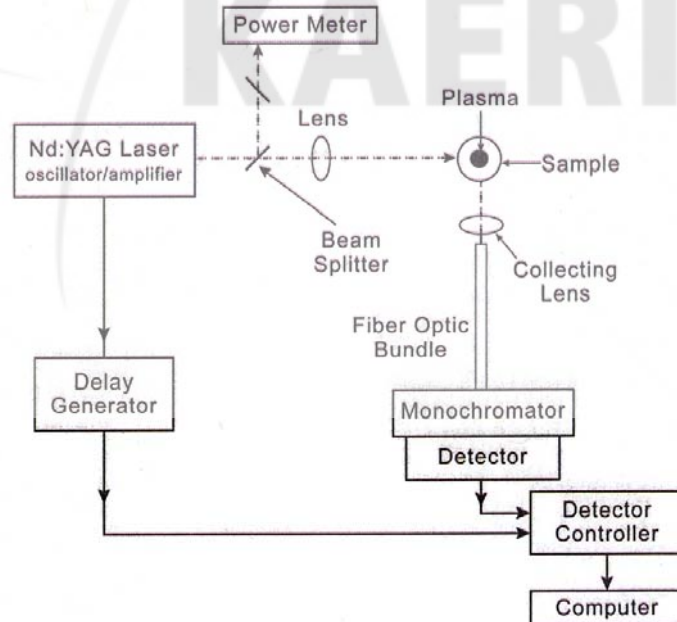 KAERI
Power Meter
Plasma
Lens
Nd:YAG Laser
oscillator/amplifier
Sample
Beam
Splitter
Collecting
Lens
Fiber Optic
Bundle
Delay
Generator
Monochromator
Detector
Detector
Controller
Computer